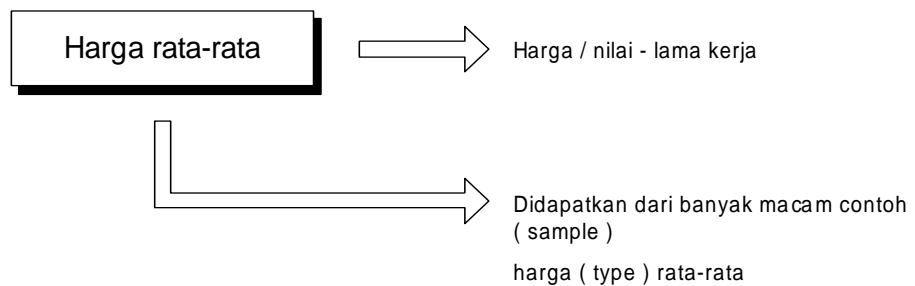 Harga rata-rata
Harga / nilai - lama kerja
Didapatkan dari banyak macam contoh
( sample )
harga ( type ) rata-rata